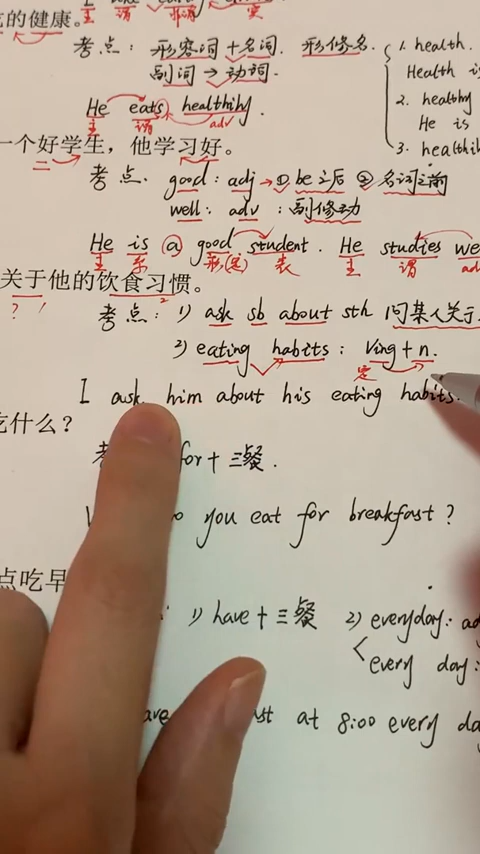 的健康。
考点：形容词+名词. 形修名.
副词→动词.
1. health.
Health
2. healthy
He is
3.
He eats healthily.
主 谓 adv
一个好学生，他学习好。
考点. good: adj → ① be之后 ② 名词之前
well: adv : 副修动
He is a good student. He studies
主 系 形(定) 表 主 谓
关于他的饮食习惯。
? 2
考点: 1) ask sb about sth 问某人关于
2) eating habits: Ving+n.
定
I ask him about his eating habits.
吃什么？
for+三餐.
you eat for breakfast?
点吃早
1) have+三餐 2) everyday:
every day:
at 8:00 every